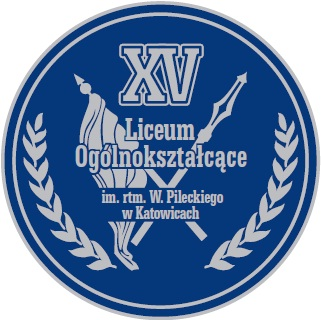 XV
Liceum
Ogólnokształcące
im. rtm. W. Pileckiego
w Katowicach